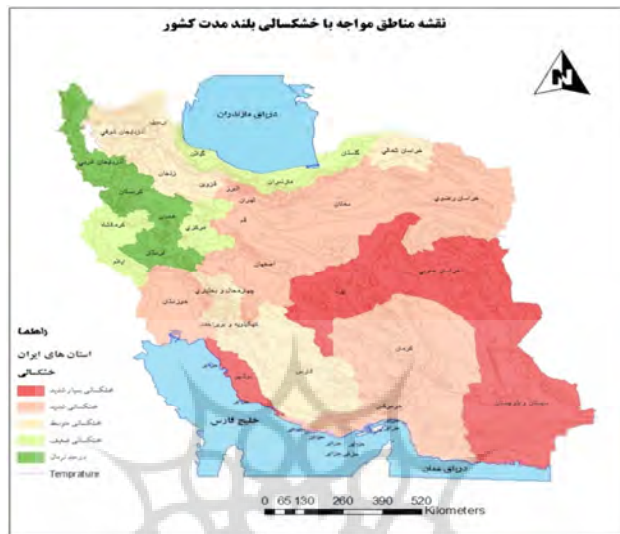 نقشه مناطق مواجه با خشکسالی بلند مدت کشور
N
دریای مازندران
اردبیل
آذربایجان شرقی
آذربایجان غربی
گیلان
گلستان
خراسان شمالی
زنجان
مازندران
قزوین
البرز
کردستان
تهران
سمنان
خراسان رضوی
همدان
قم
کرمانشاه
مرکزی
لرستان
ایلام
اصفهان
خراسان جنوبی
یزد
چهارمحال و بختیاری
خوزستان
کهگیلویه و بویراحمد
کرمان
فارس
بوشهر
سیستان و بلوچستان
هرمزگان
خلیج فارس
دریای عمان
راهنما
استان های ایران
خشکسالی
خشکسالی بسیار شدید
خشکسالی شدید
خشکسالی متوسط
خشکسالی ضعیف
درحد نرمال
Temprature
0 65 130 260 390 520
Kilometers